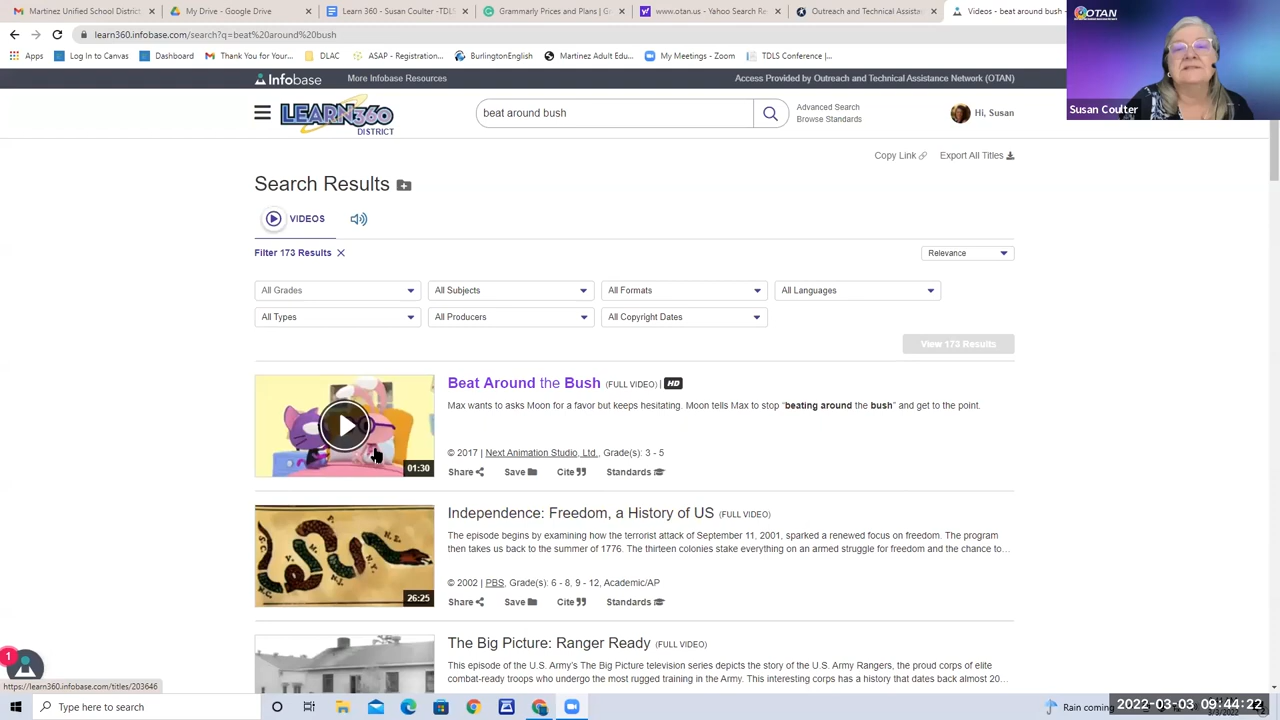 Martinez Unified School District
My Drive - Google Drive
Learn 360 - Susan Coulter -TDLS
Grammarly Prices and Plans | Gr
www.otan.us - Yahoo Search Re
Outreach and Technical Assistan
Videos - beat around bush
OTAN
learn360.infobase.com/search?q=beat%20around%20bush
Apps
Log In to Canvas
Dashboard
Thank You for Your...
DLAC
ASAP - Registration...
BurlingtonEnglish
Martinez Adult Edu...
My Meetings - Zoom
TDLS Conference |...
Infobase
More Infobase Resources
Access Provided by Outreach and Technical Assistance Network (OTAN)
Susan Coulter
LEARN360
DISTRICT
beat around bush
Advanced Search
Browse Standards
Hi, Susan
Copy Link
Export All Titles
Search Results
VIDEOS
Filter 173 Results
Relevance
All Grades
All Subjects
All Formats
All Languages
All Types
All Producers
All Copyright Dates
View 173 Results
Beat Around the Bush (FULL VIDEO) | HD
Max wants to asks Moon for a favor but keeps hesitating. Moon tells Max to stop "beating around the bush" and get to the point.
© 2017 | Next Animation Studio, Ltd., Grade(s): 3 - 5
01:30
Share
Save
Cite
Standards
Independence: Freedom, a History of US (FULL VIDEO)
The episode begins by examining how the terrorist attack of September 11, 2001, sparked a renewed focus on freedom. The program
then takes us back to the summer of 1776. The thirteen colonies stake everything on an armed struggle for freedom and the chance to...
© 2002 | PBS, Grade(s): 6 - 8, 9 - 12, Academic/AP
26:25
Share
Save
Cite
Standards
The Big Picture: Ranger Ready (FULL VIDEO)
This episode of the U.S. Army's The Big Picture television series depicts the story of the U.S. Army Rangers, the proud corps of elite
combat-ready troops who undergo the most rugged training in the Army. This interesting corps has a history that dates back almost 20...
1
https://learn360.infobase.com/titles/203646
Type here to search
Rain coming
2022-03-03 09:44:22